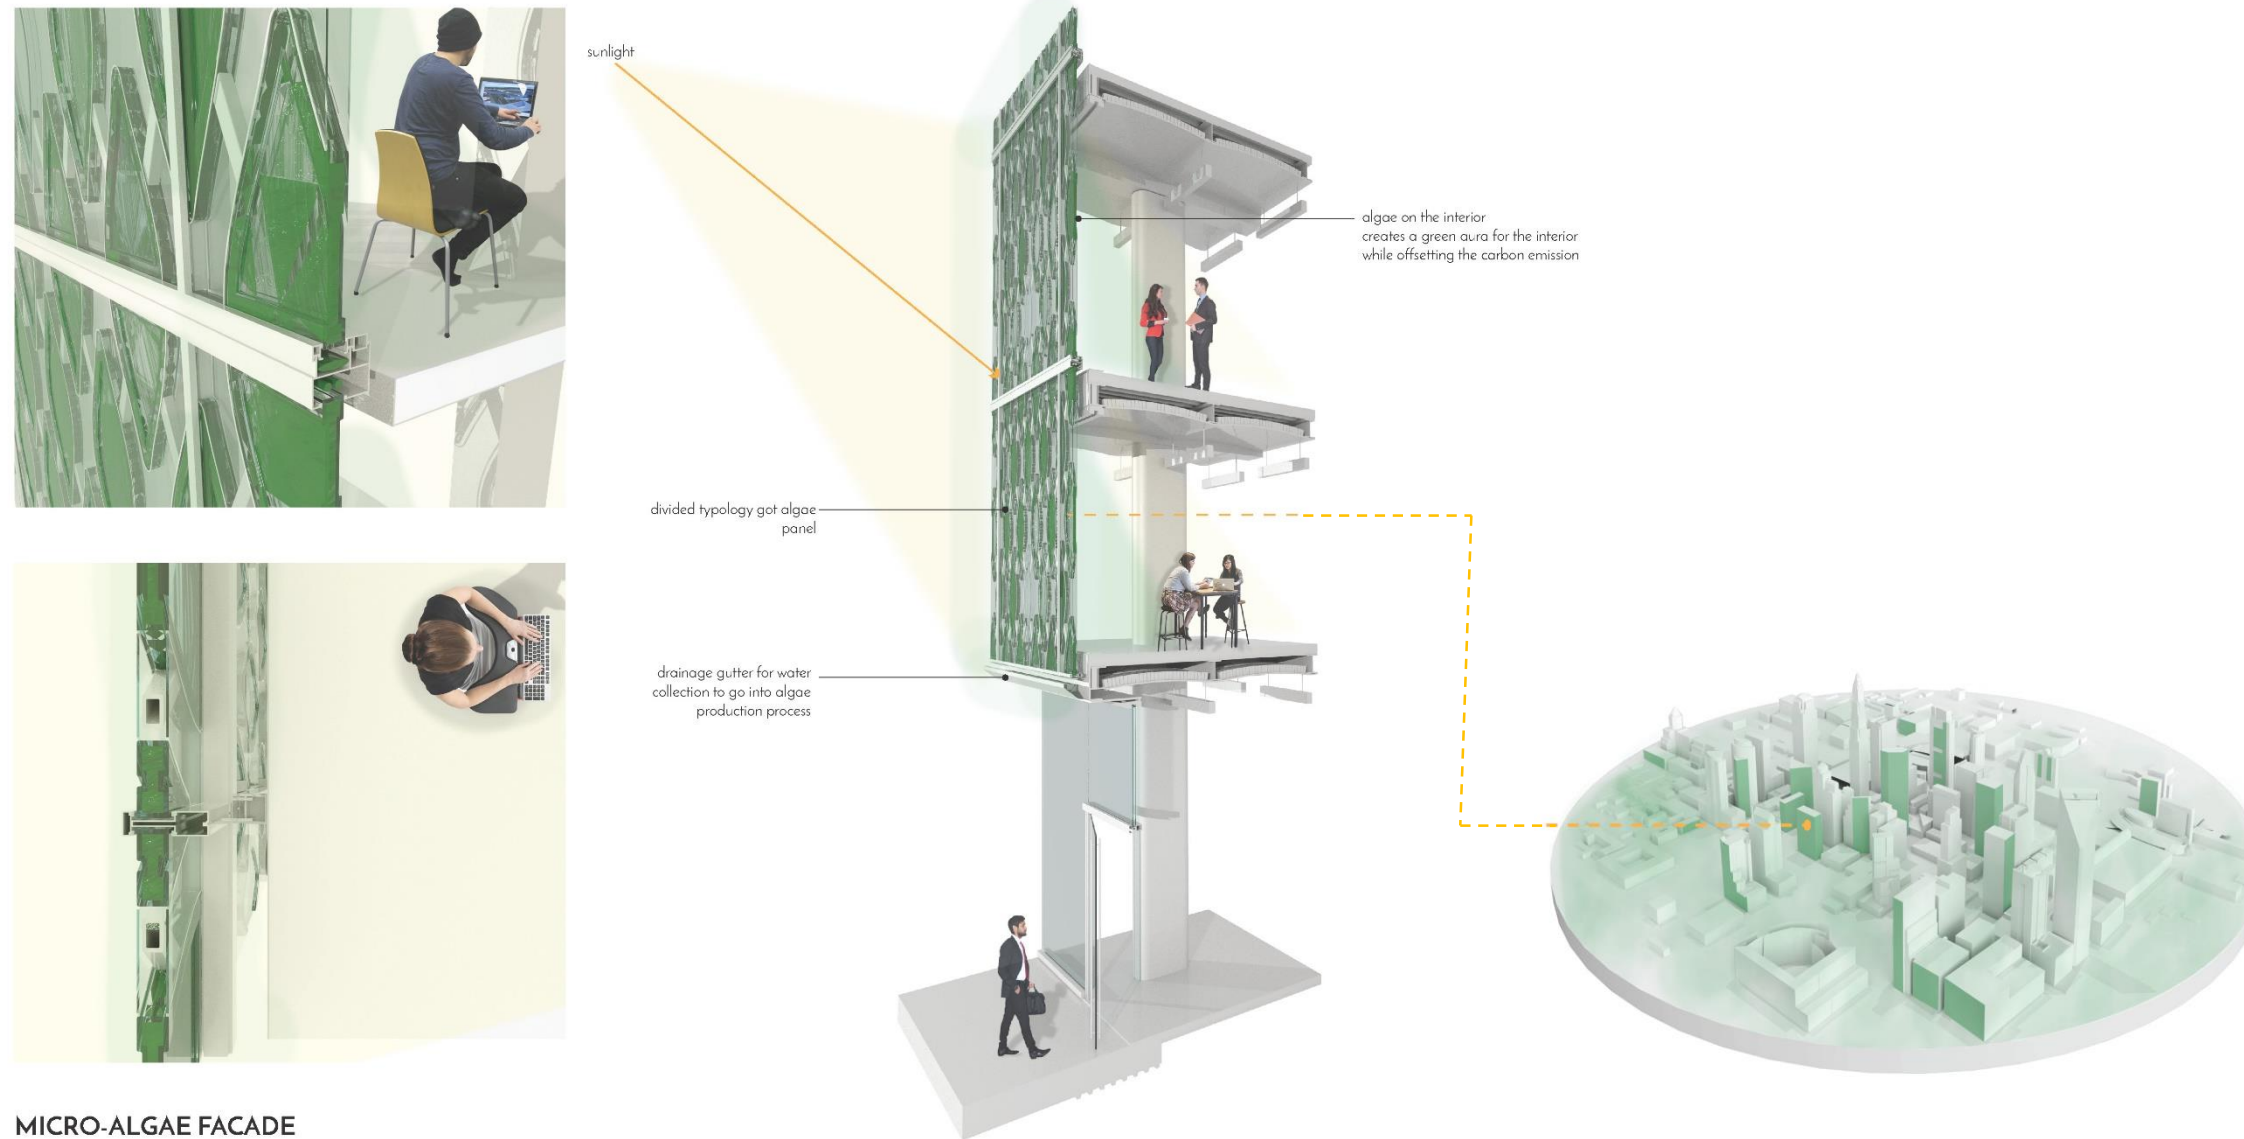 sunlight
algae on the interior
creates a green aura for the interior
while offsetting the carbon emission
divided typology got algae
panel
drainage gutter for water
collection to go into algae
production process
MICRO-ALGAE FACADE